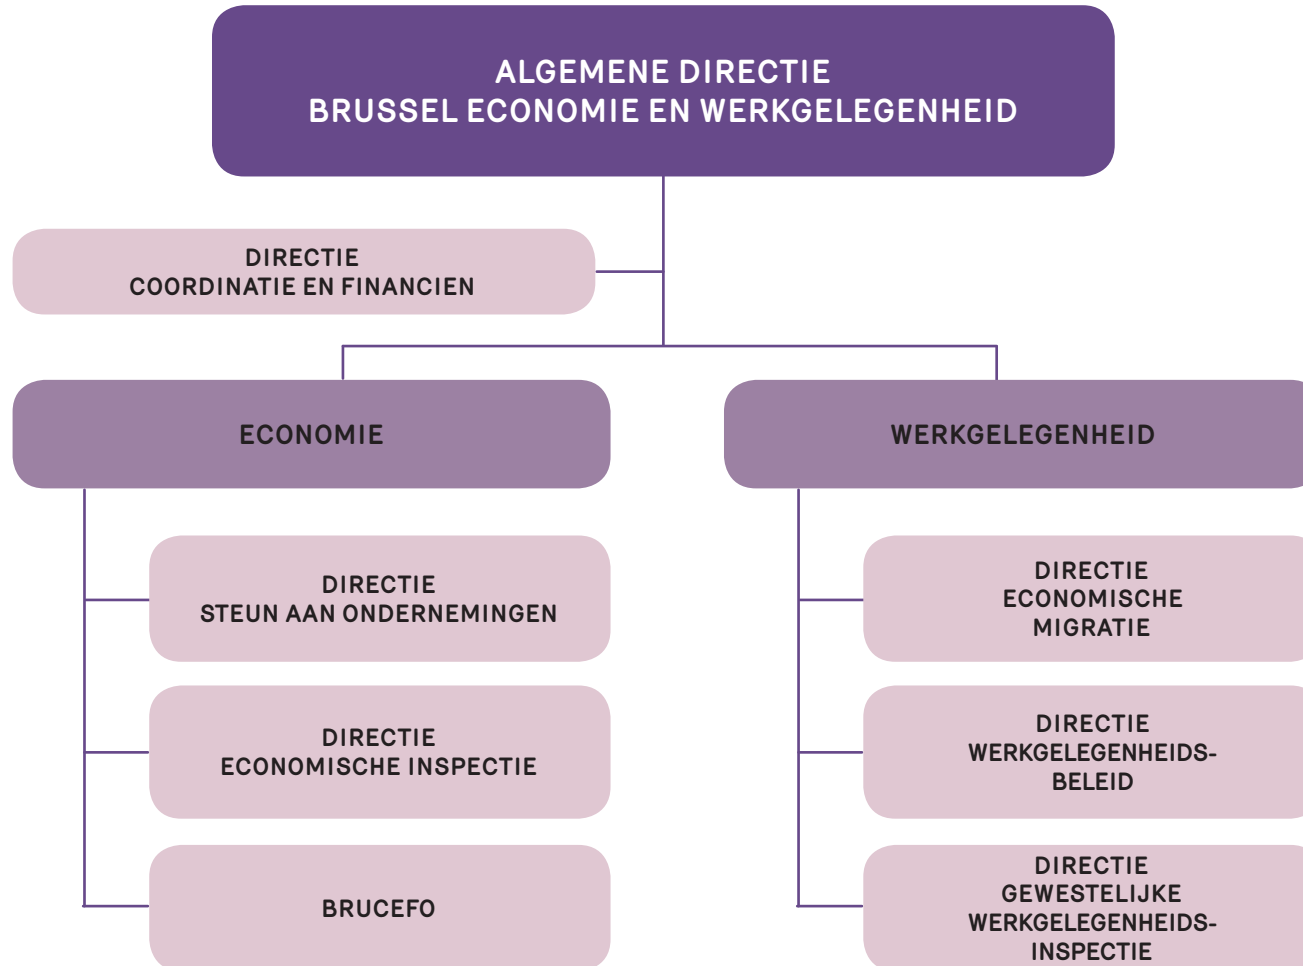 ALGEMENE DIRECTIE
BRUSSEL ECONOMIE EN WERKGELEGENHEID
DIRECTIE
COORDINATIE EN FINANCIEN
ECONOMIE
DIRECTIE
STEUN AAN ONDERNEMINGEN
DIRECTIE
ECONOMISCHE INSPECTIE
BRUCEFO
WERKGELEGENHEID
DIRECTIE
ECONOMISCHE
MIGRATIE
DIRECTIE
WERKGELEGENHEIDS-
BELEID
DIRECTIE
GEWESTELIJKE
WERKGELEGENHEIDS-
INSPECTIE